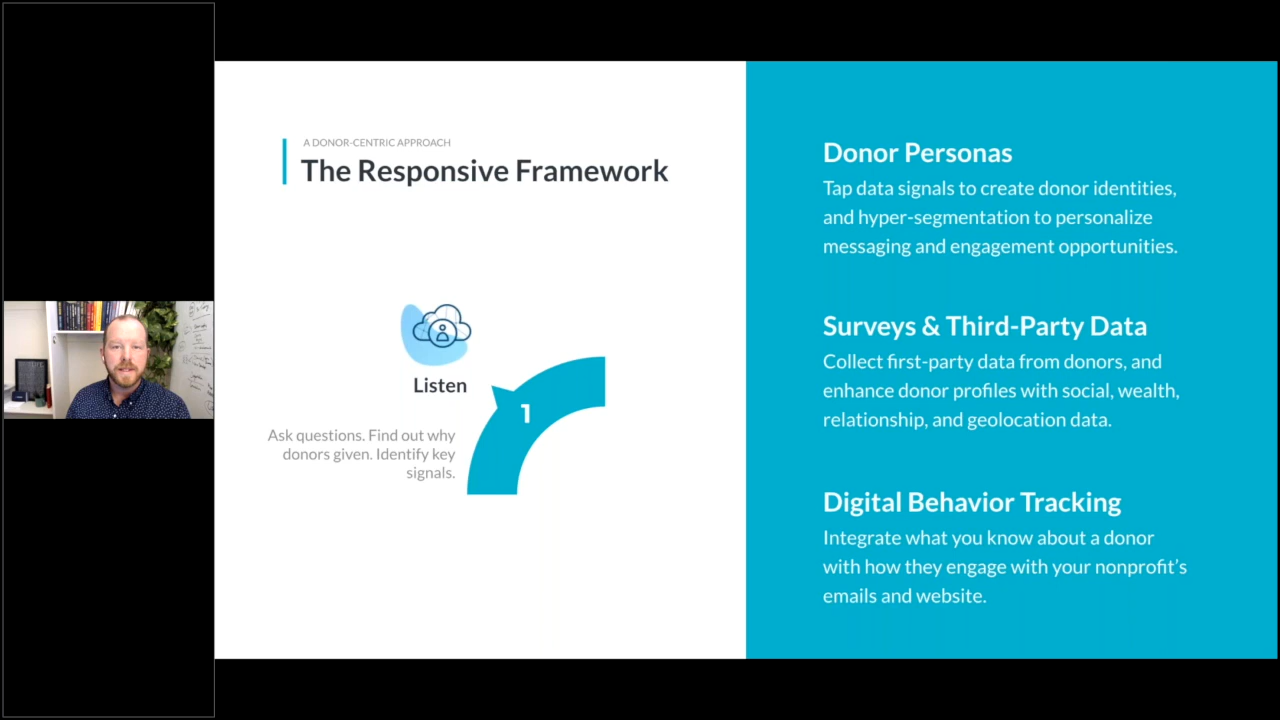 A DONOR-CENTRIC APPROACH
The Responsive Framework
Listen
1
Ask questions. Find out why
donors given. Identify key
signals.
Donor Personas
Tap data signals to create donor identities,
and hyper-segmentation to personalize
messaging and engagement opportunities.
Surveys & Third-Party Data
Collect first-party data from donors, and
enhance donor profiles with social, wealth,
relationship, and geolocation data.
Digital Behavior Tracking
Integrate what you know about a donor
with how they engage with your nonprofit’s
emails and website.